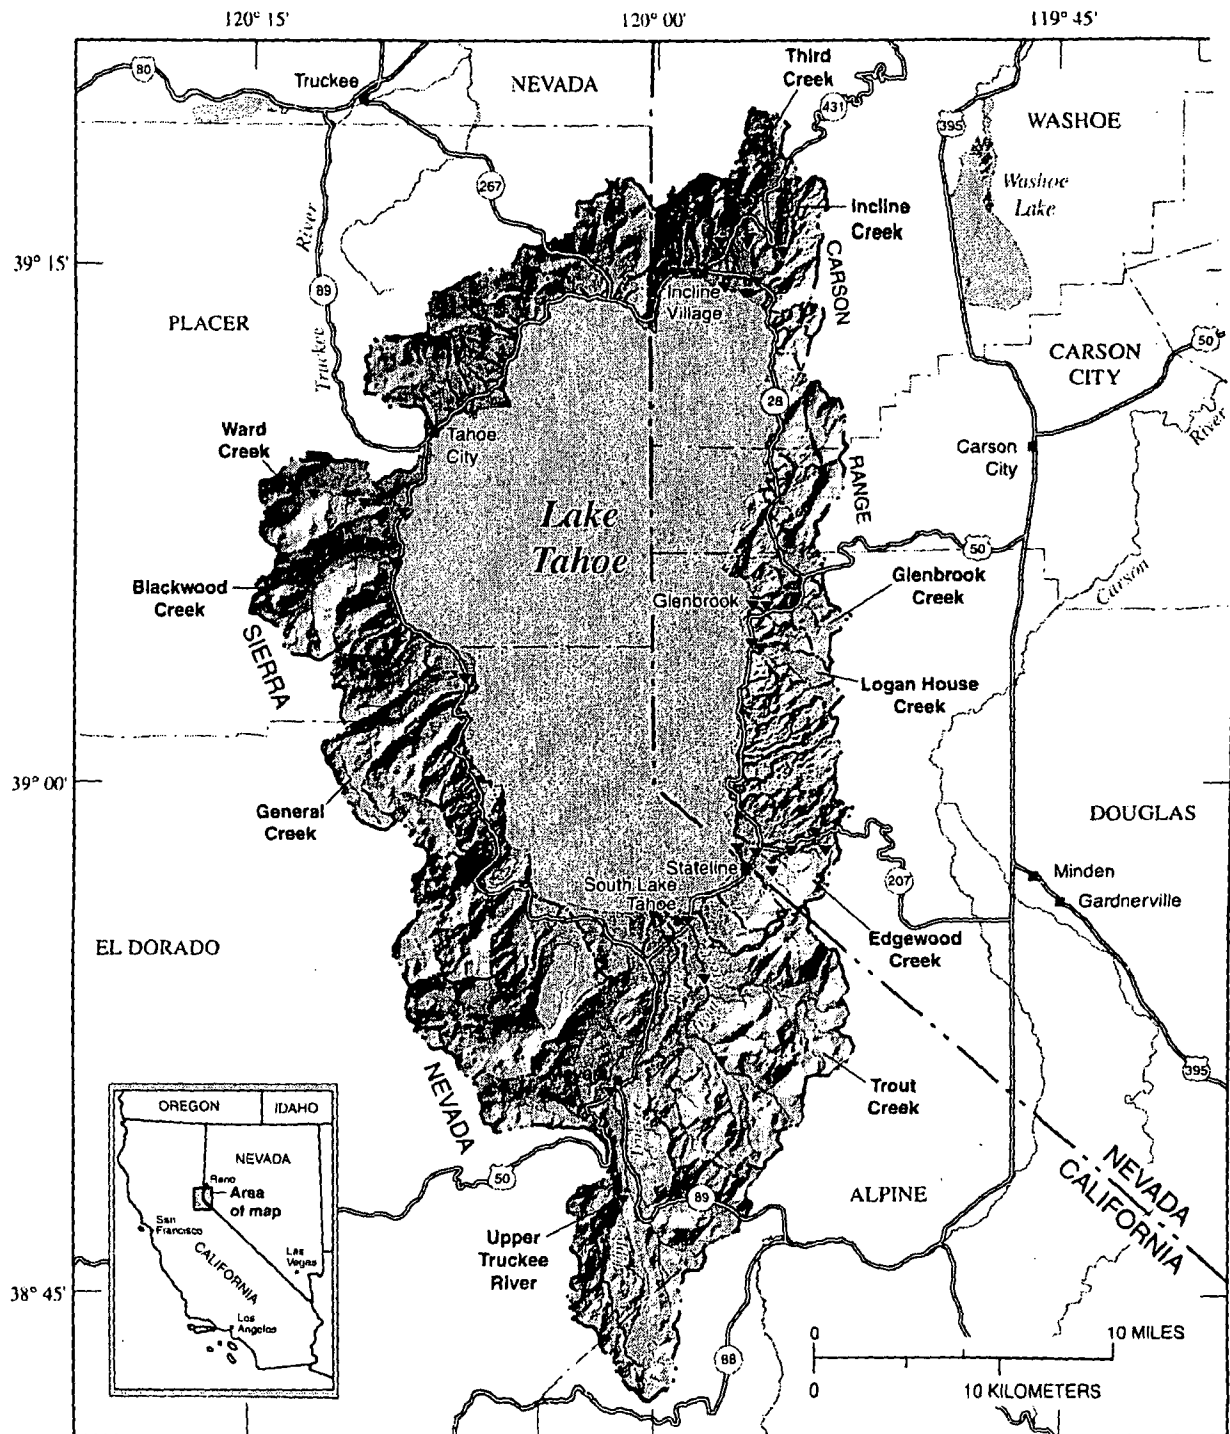 120° 15'
120° 00'
119° 45'
80
Truckee
NEVADA
Third
Creek
431
395
WASHOE
Washoe
Lake
267
River
Incline
Creek
39° 15'
89
CARSON
Incline
Village
PLACER
Truckee
50
CARSON
CITY
28
River
Ward
Creek
Tahoe
City
Carson
City
RANGE
Lake
Tahoe
50
Blackwood
Creek
Glenbrook
Creek
Carson
Glenbrook
SIERRA
Logan House
Creek
39° 00'
General
Creek
DOUGLAS
Stateline
Minden
South Lake
Tahoe
207
Gardnerville
EL DORADO
Edgewood
Creek
NEVADA
395
Trout
Creek
OREGON
IDAHO
NEVADA
NEVADA
CALIFORNIA
Reno
Area
of map
50
89
ALPINE
San
Francisco
Upper
Truckee
River
Las
Vegas
CALIFORNIA
38° 45'
Los
Angeles
0
10 MILES
88
0
10 KILOMETERS